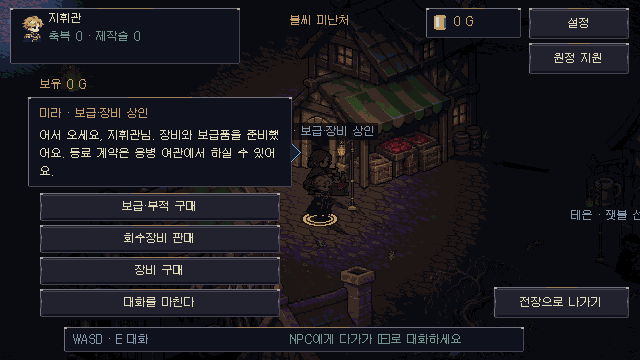 지휘관
축복 0 · 제작술 0
불씨 피난처
0 G
설정
원정 지원
보유 0 G
미라 · 보급·장비 상인
어서 오세요, 지휘관님. 장비와 보급품을 준비했
어요. 동료 계약은 용병 여관에서 하실 수 있어
요.
· 보급·장비 상인
보급·부적 구매
회수장비 판매
장비 구매
대화를 마친다
테온 · 잿불 선
전장으로 나가기
WASD · E 대화
NPC에게 다가가 E로 대화하세요